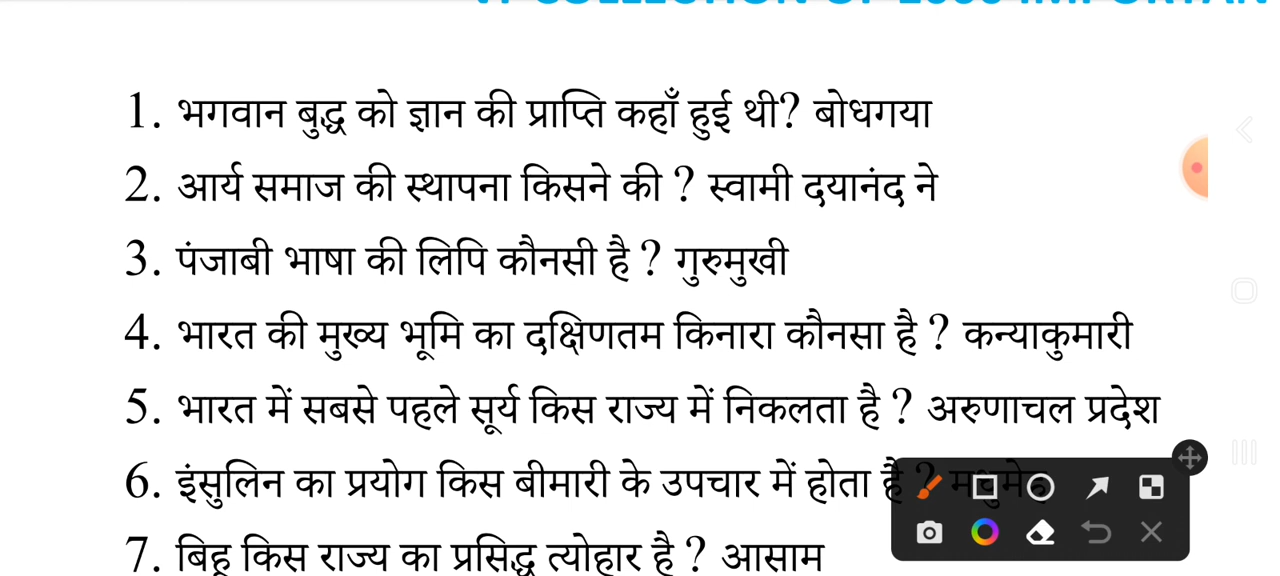 1. भगवान बुद्ध को ज्ञान की प्राप्ति कहाँ हुई थी? बोधगया
2. आर्य समाज की स्थापना किसने की ? स्वामी दयानंद ने
3. पंजाबी भाषा की लिपि कौनसी है ? गुरुमुखी
4. भारत की मुख्य भूमि का दक्षिणतम किनारा कौनसा है ? कन्याकुमारी
5. भारत में सबसे पहले सूर्य किस राज्य में निकलता है ? अरुणाचल प्रदेश
6. इंसुलिन का प्रयोग किस बीमारी के उपचार में होता है ? मधुमेह
7. बिहू किस राज्य का प्रसिद्ध त्योहार है ? आसाम